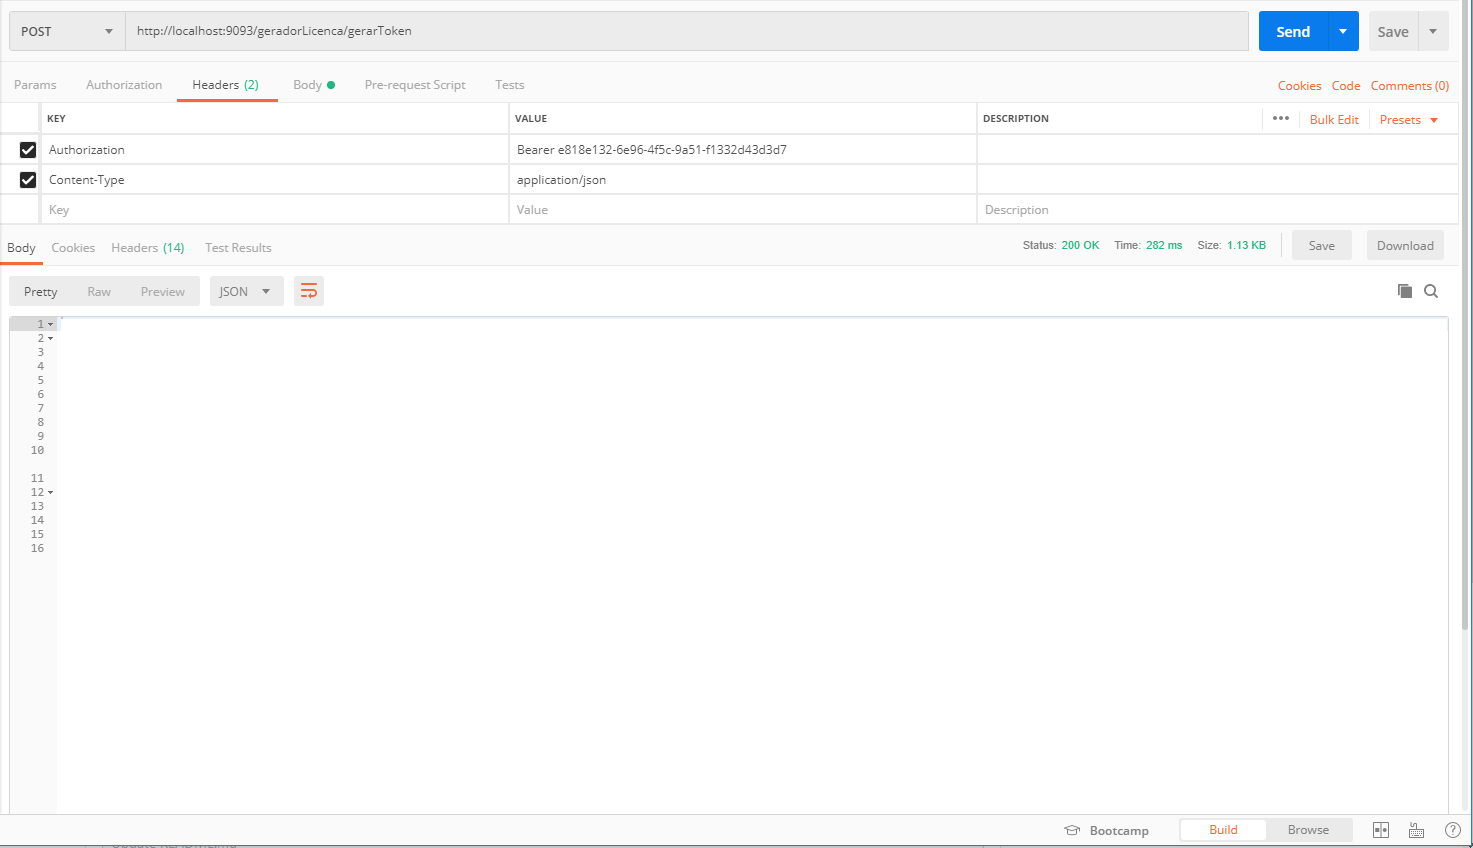 POST http://localhost:9093/geradorLicenca/gerarToken Send Save
Params Authorization Headers (2) Body Pre-request Script Tests Cookies Code Comments (0)
KEY VALUE DESCRIPTION ••• Bulk Edit Presets
Authorization Bearer e818e132-6e96-4f5c-9a51-f1332d43d3d7
Content-Type application/json
Key Value Description
Body Cookies Headers (14) Test Results Status: 200 OK Time: 282 ms Size: 1.13 KB Save Download
Pretty Raw Preview JSON
1
2
3
4
5
6
7
8
9
10
11
12
13
14
15
16
Bootcamp Build Browse